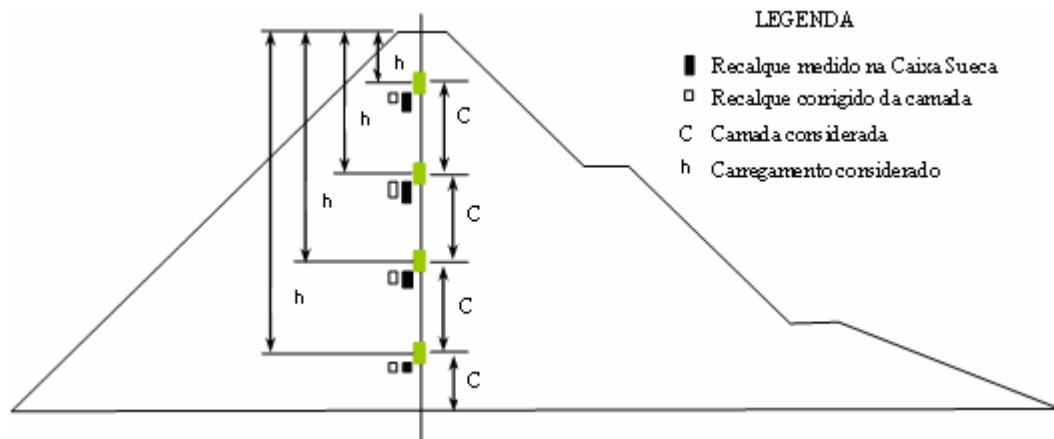 LEGENDA
Recalque medido na Caixa Sueca
Recalque corrigido da camada
C Camada considerada
h Carregamento considerado
h
C
h
C
h
C
h
C